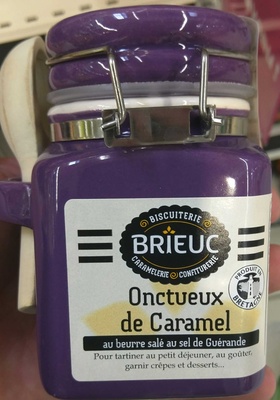 BISCUITERIE
BRIEUC
CARAMELERIE & CONFITURERIE
PRODUIT EN
BRETAGNE
Onctueux
de Caramel
au beurre salé au sel de Guérande
Pour tartiner au petit déjeuner, au goûter,
garnir crêpes et desserts...